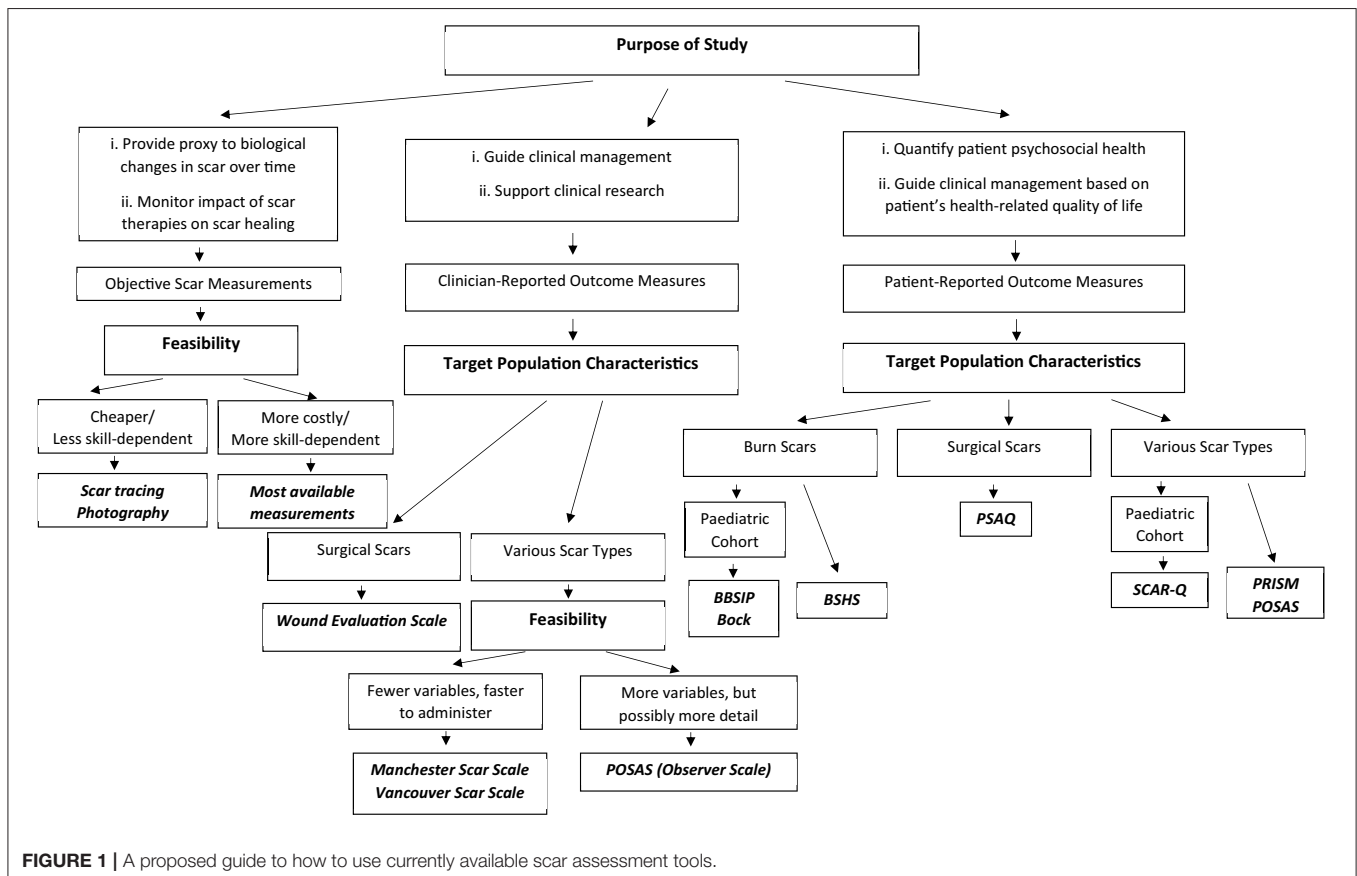 Purpose of Study
i. Provide proxy to biological
changes in scar over time
ii. Monitor impact of scar
therapies on scar healing
i. Guide clinical management
ii. Support clinical research
i. Quantify patient psychosocial health
ii. Guide clinical management based on
patient's health-related quality of life
Objective Scar Measurements
Clinician-Reported Outcome Measures
Patient-Reported Outcome Measures
Feasibility
Target Population Characteristics
Target Population Characteristics
Cheaper/
Less skill-dependent
More costly/
More skill-dependent
Scar tracing
Photography
Most available
measurements
Burn Scars
Surgical Scars
Various Scar Types
Paediatric
Cohort
PSAQ
Paediatric
Cohort
Surgical Scars
Various Scar Types
BBSIP
Bock
BSHS
SCAR-Q
PRISM
POSAS
Wound Evaluation Scale
Feasibility
Fewer variables, faster
to administer
More variables, but
possibly more detail
Manchester Scar Scale
Vancouver Scar Scale
POSAS (Observer Scale)
FIGURE 1 | A proposed guide to how to use currently available scar assessment tools.